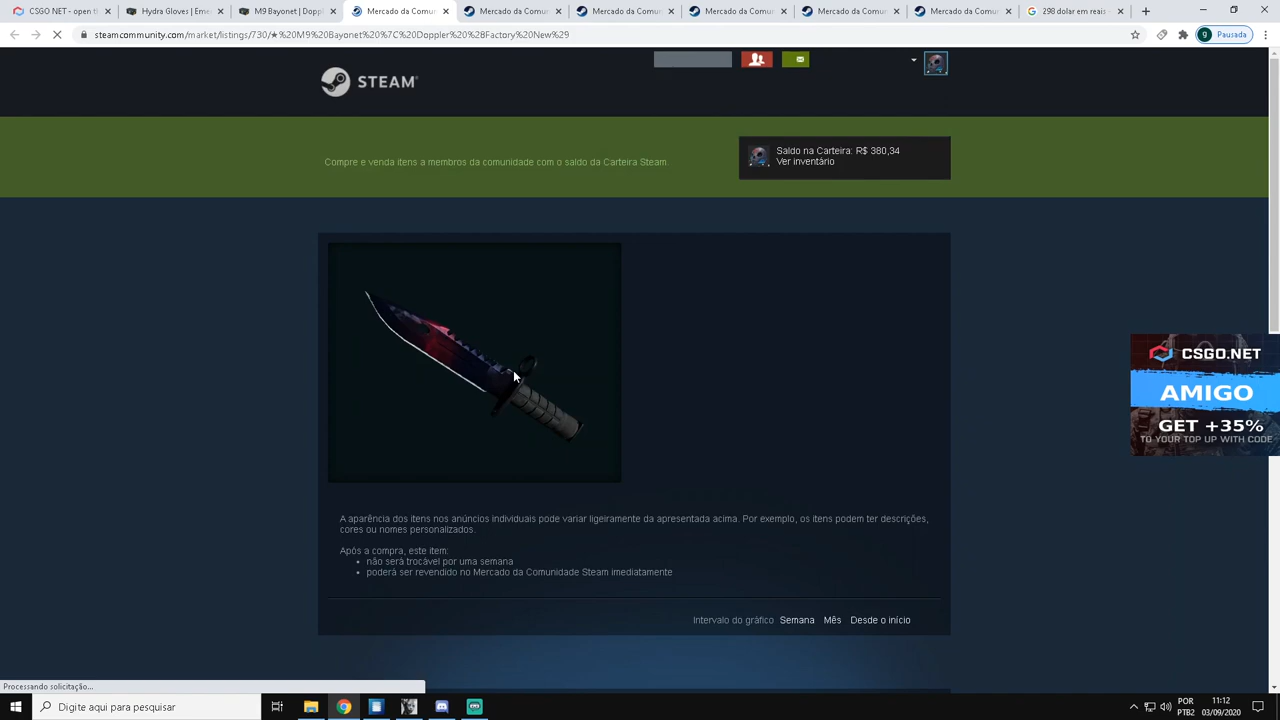 CSGO NET - open t
Hydra Gloves | Eme
M9 Bayonet | Doppl
Mercado da Comu
Mercado da Comu
Mercado da Comu
Mercado da Comu
Mercado da Comu
Mercado da Comu
298 dolar em reais
steamcommunity.com/market/listings/730/★%20M9%20Bayonet%20%7C%20Doppler%20%28Factory%20New%29
g Pausada
STEAM
Compre e venda itens a membros da comunidade com o saldo da Carteira Steam.
Saldo na Carteira: R$ 380,34
Ver inventário
CSGO.NET
AMIGO
GET +35%
TO YOUR TOP UP WITH CODE
A aparência dos itens nos anúncios individuais pode variar ligeiramente da apresentada acima. Por exemplo, os itens podem ter descrições,
cores ou nomes personalizados.
Após a compra, este item:
não será trocável por uma semana
poderá ser revendido no Mercado da Comunidade Steam imediatamente
Intervalo do gráfico Semana Mês Desde o início
Processando solicitação...
Digite aqui para pesquisar
POR
PTB2
11:12
03/09/2020